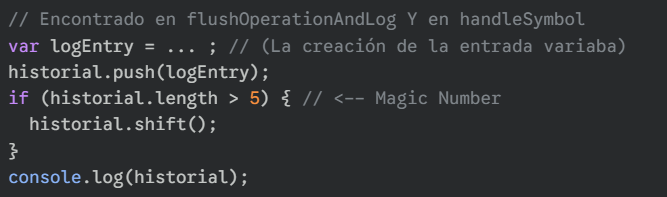 // Encontrado en flushOperationAndLog Y en handleSymbol
var logEntry = ... ; // (La creación de la entrada variaba)
historial.push(logEntry);
if (historial.length > 5) { // <-- Magic Number
  historial.shift();
}
console.log(historial);